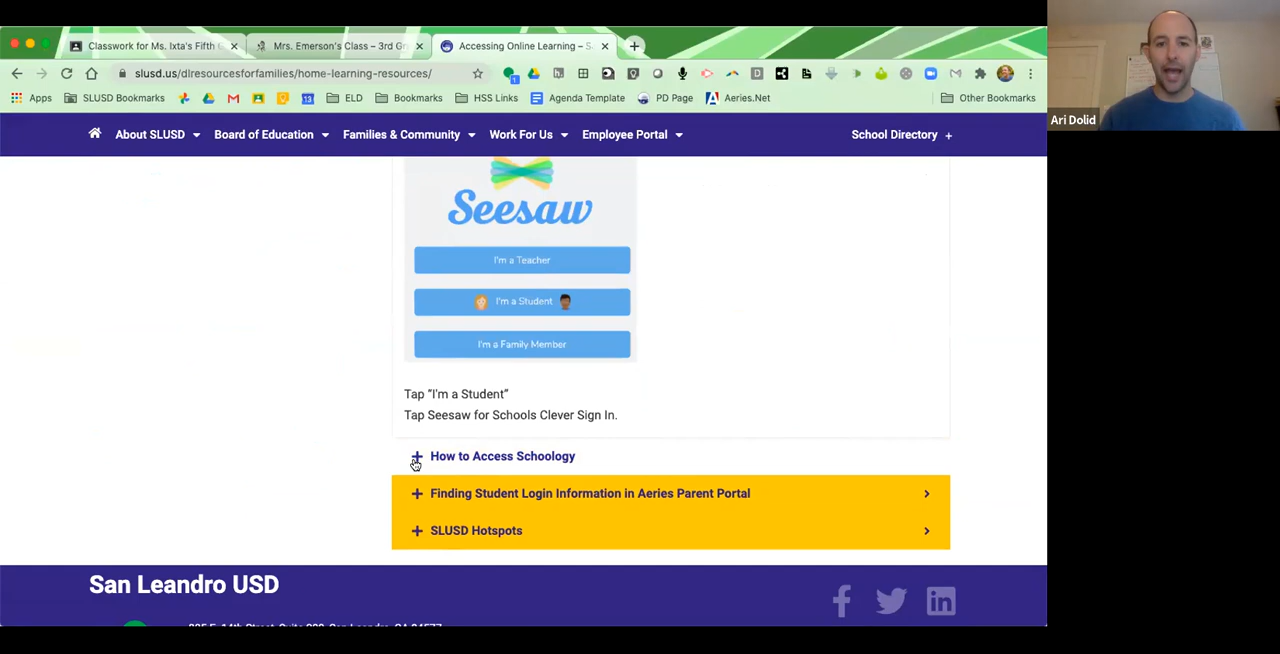 Classwork for Ms. Ixta's Fifth
Mrs. Emerson's Class – 3rd Gr
Accessing Online Learning – S
slusd.us/dlresourcesforfamilies/home-learning-resources/
Apps
SLUSD Bookmarks
ELD
Bookmarks
HSS Links
Agenda Template
PD Page
Aeries.Net
Other Bookmarks
About SLUSD
Board of Education
Families & Community
Work For Us
Employee Portal
School Directory +
Ari Dolid
Seesaw
I'm a Teacher
I'm a Student
I'm a Family Member
Tap “I'm a Student”
Tap Seesaw for Schools Clever Sign In.
How to Access Schoology
Finding Student Login Information in Aeries Parent Portal
SLUSD Hotspots
San Leandro USD